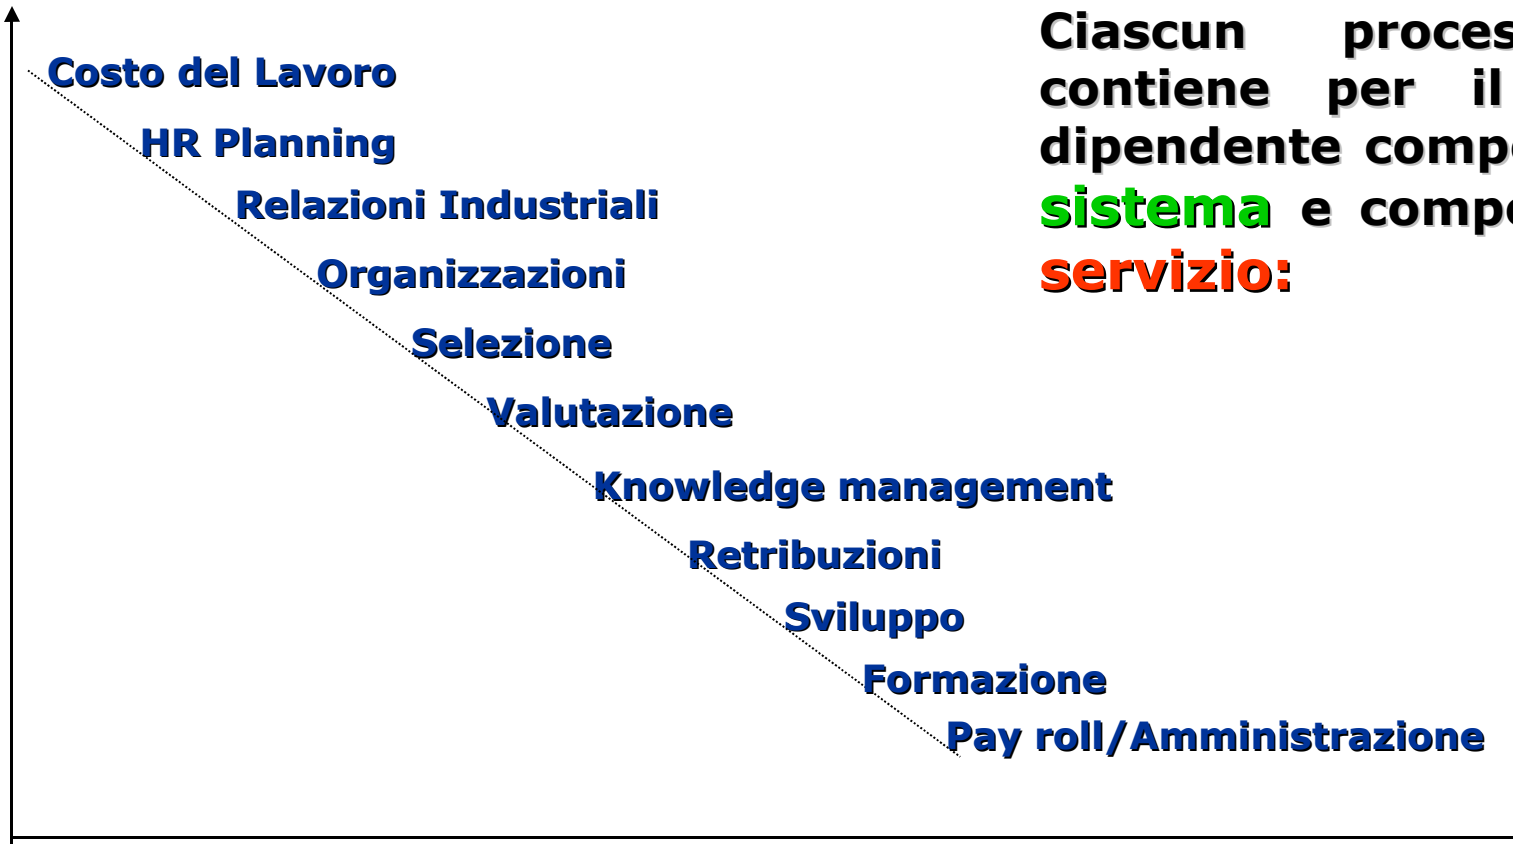 Costo del Lavoro
HR Planning
Relazioni Industriali
Organizzazioni
Selezione
Valutazione
Knowledge management
Retribuzioni
Sviluppo
Formazione
Pay roll/Amministrazione
Ciascun
contiene per il
dipendente
sistema e
servizio: